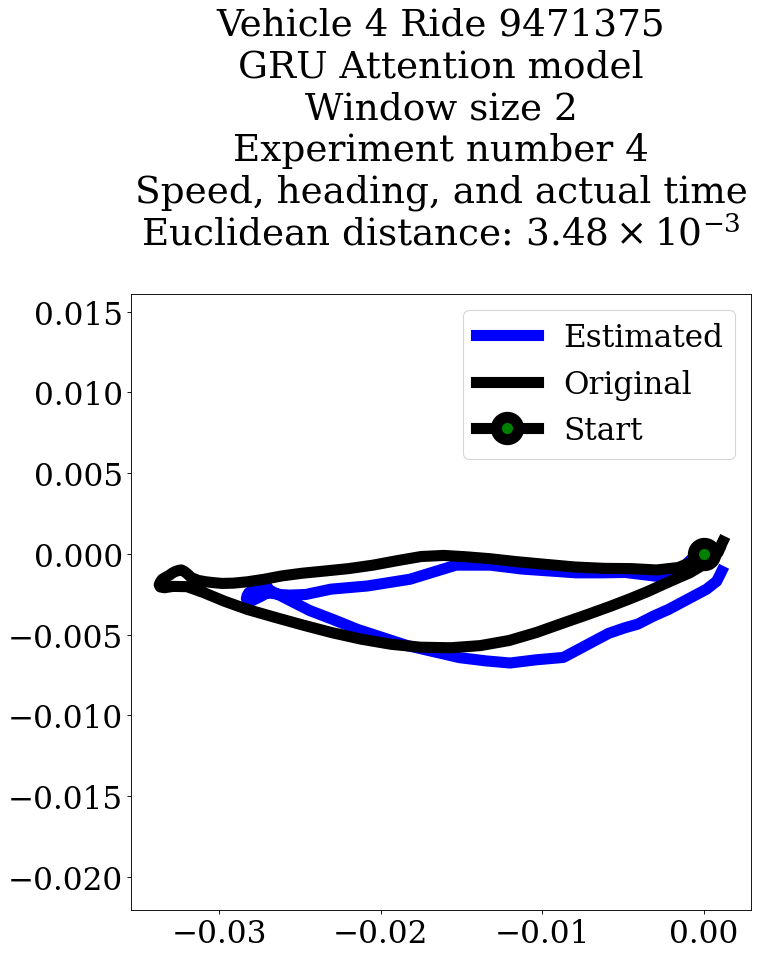 Vehicle 4 Ride 9471375
GRU Attention model
Window size 2
Experiment number 4
Speed, heading, and actual time
Euclidean distance: 3.48 × 10⁻³
Estimated
Original
Start
0.015
0.010
0.005
0.000
−0.005
−0.010
−0.015
−0.020
−0.03 −0.02 −0.01 0.00